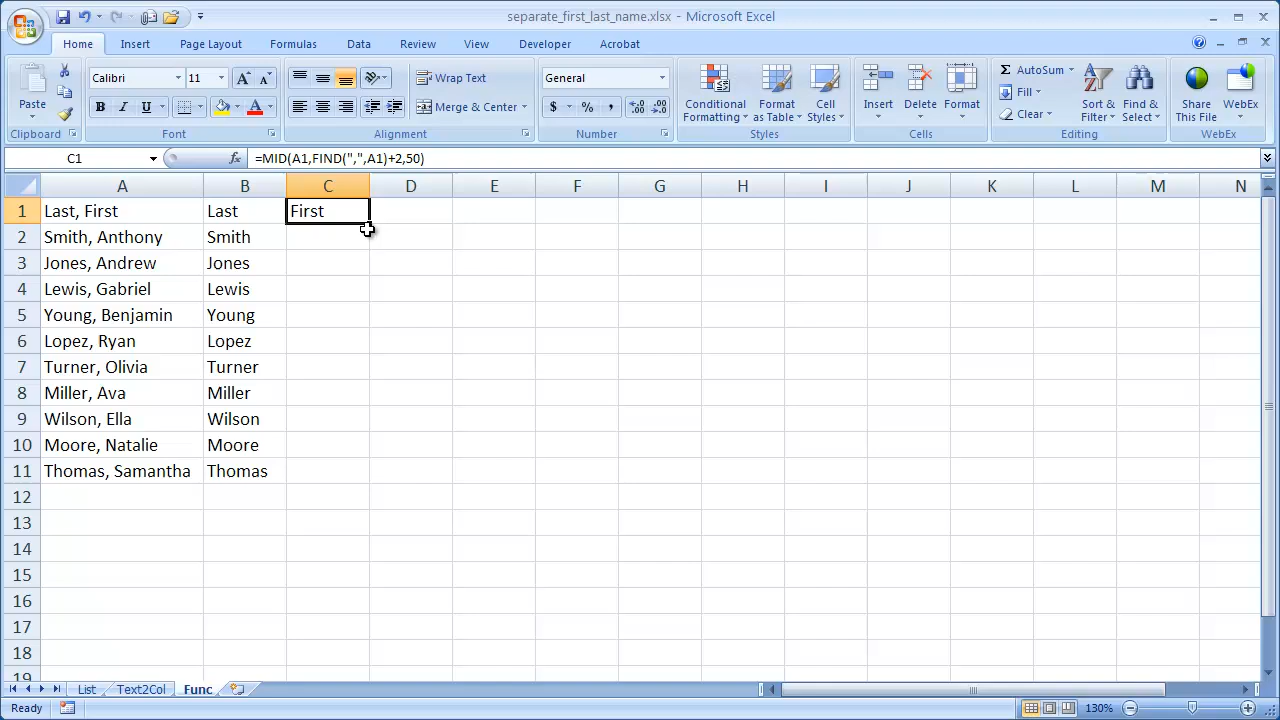 separate_first_last_name.xlsx - Microsoft Excel
Home Insert Page Layout Formulas Data Review View Developer Acrobat
Paste
Calibri 11
Wrap Text
General
Merge & Center
Conditional Formatting
Format as Table
Cell Styles
Insert
Delete
Format
AutoSum
Fill
Clear
Sort & Filter
Find & Select
Share This File
WebEx
Clipboard Font Alignment Number Styles Cells Editing WebEx
C1 fx =MID(A1,FIND(",",A1)+2,50)
A B C D E F G H I J K L M N
1 Last, First Last First
2 Smith, Anthony Smith
3 Jones, Andrew Jones
4 Lewis, Gabriel Lewis
5 Young, Benjamin Young
6 Lopez, Ryan Lopez
7 Turner, Olivia Turner
8 Miller, Ava Miller
9 Wilson, Ella Wilson
10 Moore, Natalie Moore
11 Thomas, Samantha Thomas
12
13
14
15
16
17
18
19
List Text2Col Func
Ready 130%